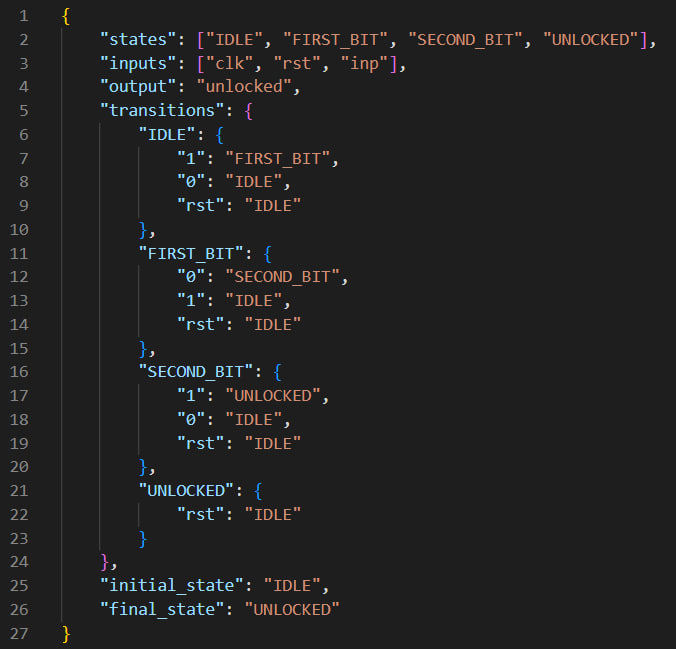 1 {
2     "states": ["IDLE", "FIRST_BIT", "SECOND_BIT", "UNLOCKED"],
3     "inputs": ["clk", "rst", "inp"],
4     "output": "unlocked",
5     "transitions": {
6         "IDLE": {
7             "1": "FIRST_BIT",
8             "0": "IDLE",
9             "rst": "IDLE"
10         },
11         "FIRST_BIT": {
12             "0": "SECOND_BIT",
13             "1": "IDLE",
14             "rst": "IDLE"
15         },
16         "SECOND_BIT": {
17             "1": "UNLOCKED",
18             "0": "IDLE",
19             "rst": "IDLE"
20         },
21         "UNLOCKED": {
22             "rst": "IDLE"
23         }
24     },
25     "initial_state": "IDLE",
26     "final_state": "UNLOCKED"
27 }